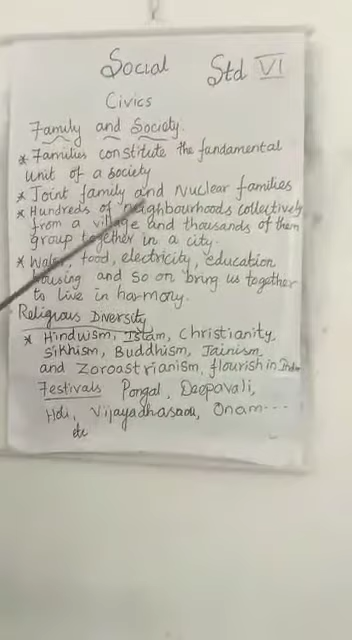 Social Std VI
Civics
Family and Society.
* Families constitute the fundamental
unit of a society
* Joint family and nuclear families
* Hundreds of neighbourhoods collectively
from a village and thousands of them
group together in a city.
* Water, food, electricity, education
housing and so on bring us together
to live in harmony.
Religious Diversity
* Hinduism, Islam, Christianity,
Sikhism, Buddhism, Jainism
and Zoroastrianism, flourish in India
Festivals Pongal, Deepavali,
Holi, Vijayadhasami, Onam...
etc